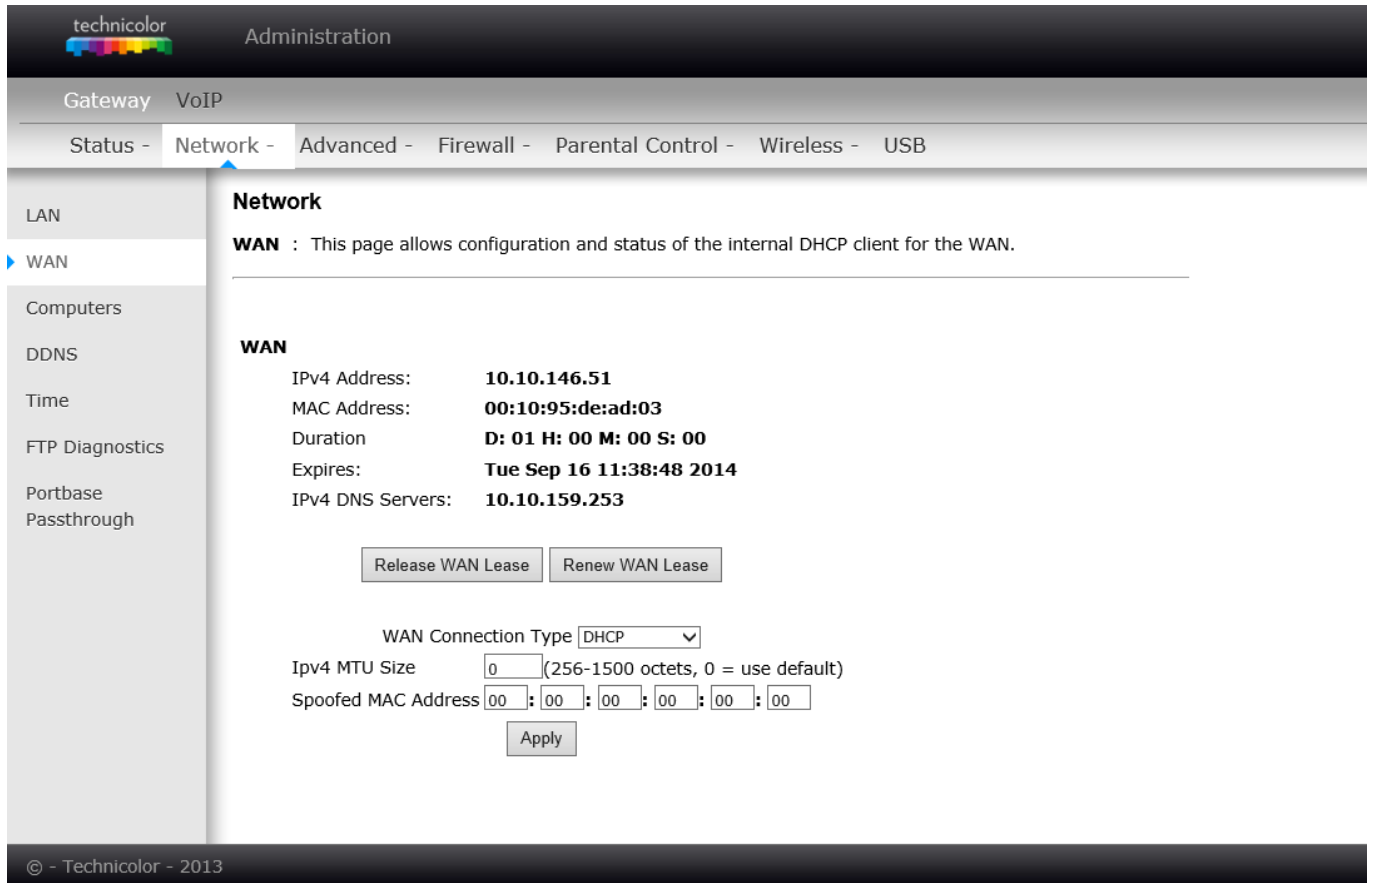 technicolor
Administration
Gateway VoIP
Status - Network - Advanced - Firewall - Parental Control - Wireless - USB
LAN
WAN
Computers
DDNS
Time
FTP Diagnostics
Portbase
Passthrough
Network
WAN : This page allows configuration and status of the internal DHCP client for the WAN.
WAN
IPv4 Address: 10.10.146.51
MAC Address: 00:10:95:de:ad:03
Duration D: 01 H: 00 M: 00 S: 00
Expires: Tue Sep 16 11:38:48 2014
IPv4 DNS Servers: 10.10.159.253
Release WAN Lease Renew WAN Lease
WAN Connection Type DHCP
Ipv4 MTU Size 0 (256-1500 octets, 0 = use default)
Spoofed MAC Address 00 : 00 : 00 : 00 : 00 : 00
Apply
© - Technicolor - 2013